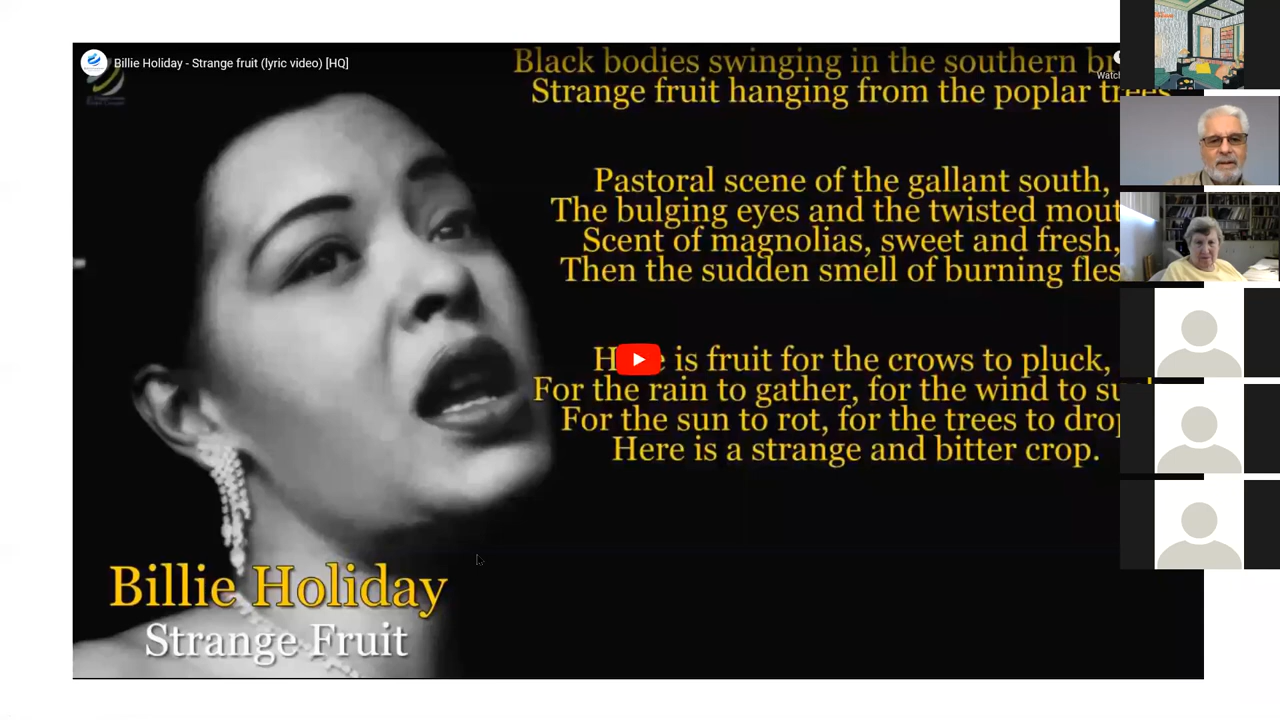 Billie Holiday - Strange fruit (lyric video) [HQ]
Black bodies swinging in the southern
Strange fruit hanging from the poplar trees
Pastoral scene of the gallant south,
The bulging eyes and the twisted
Scent of magnolias, sweet and fresh,
Then the sudden smell of burning
is fruit for the crows to pluck,
For the rain to gather, for the wind to
For the sun to rot, for the trees to
Here is a strange and bitter crop.
Billie Holiday
Strange Fruit